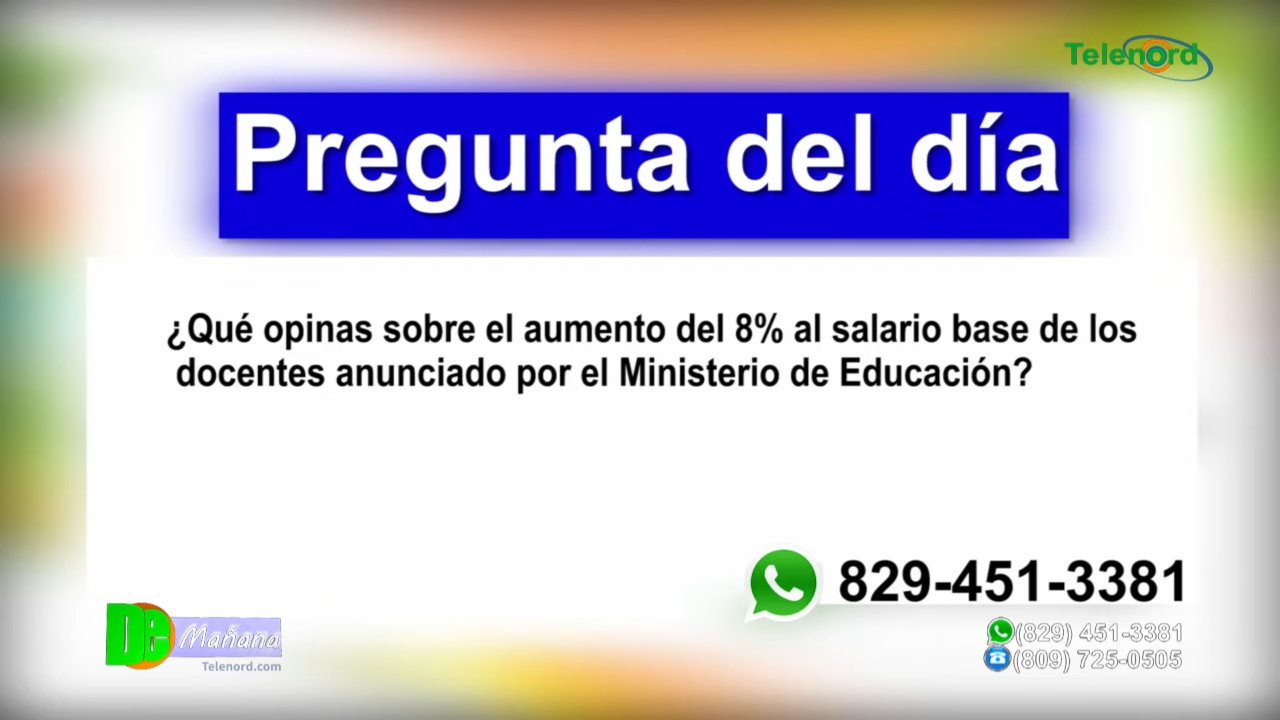 Telenord
Pregunta del día
¿Qué opinas sobre el aumento del 8% al salario base de los
docentes anunciado por el Ministerio de Educación?
829-451-3381
De Mañana
Telenord.com
(829) 451-3381
(809) 725-0505